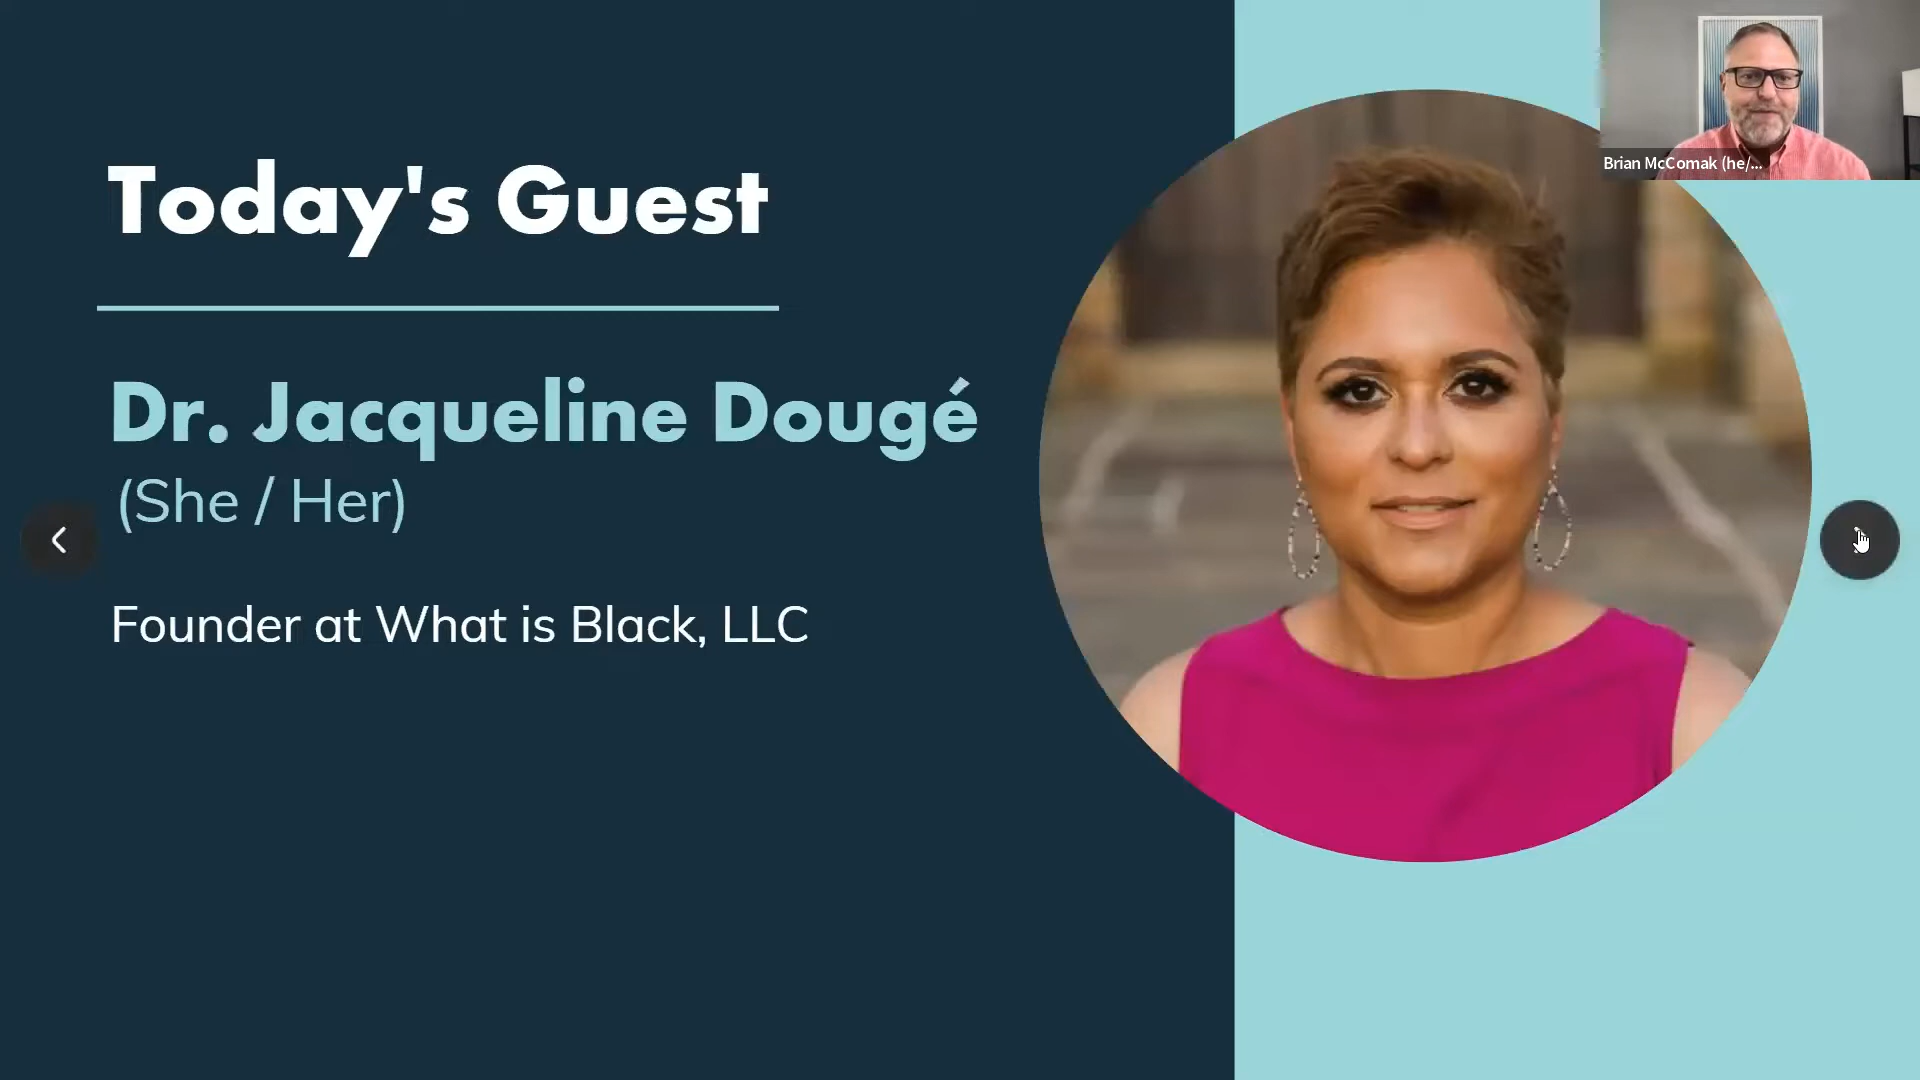 Today's Guest
Dr. Jacqueline Dougé
(She / Her)
Founder at What is Black, LLC
Brian McComak (he/...